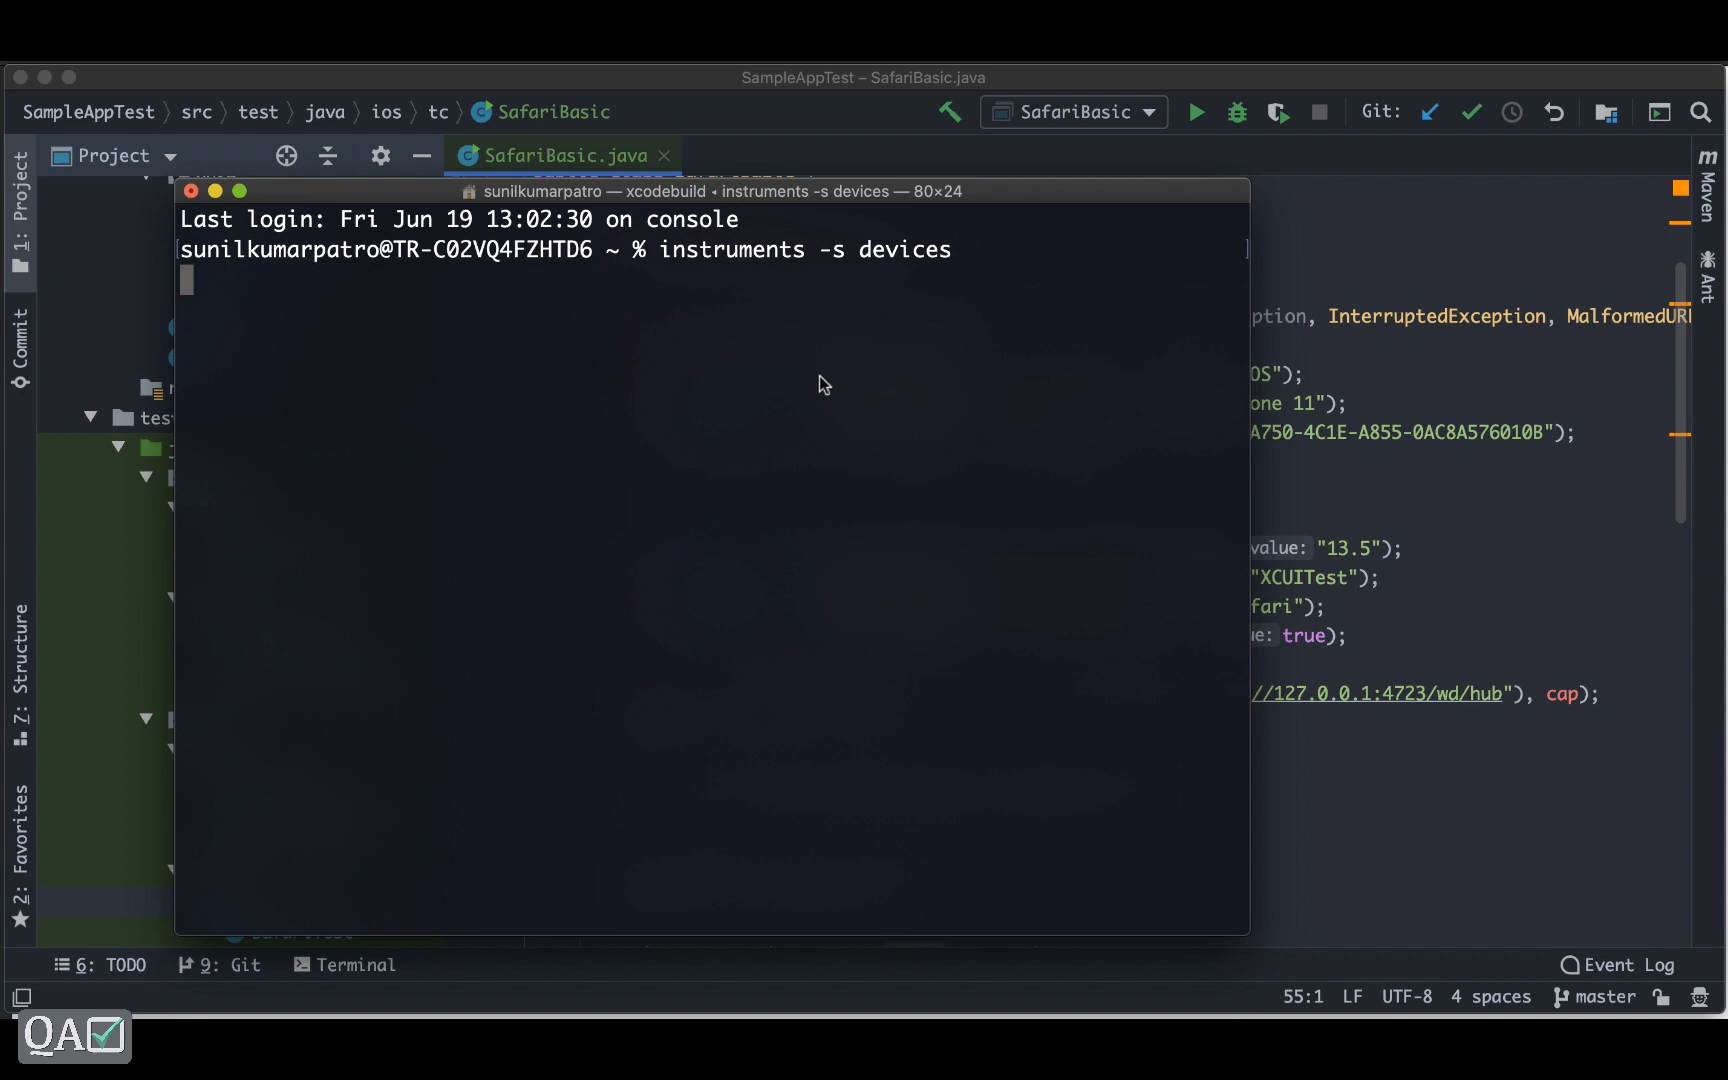 SampleAppTest – SafariBasic.java
SampleAppTest src test java ios tc SafariBasic
SafariBasic Git:
Project
SafariBasic.java
sunilkumarpatro — xcodebuild ◂ instruments -s devices — 80×24
Last login: Fri Jun 19 13:02:30 on console
sunilkumarpatro@TR-C02VQ4FZHTD6 ~ % instruments -s devices
1: Project
Commit
7: Structure
2: Favorites
Maven
Ant
ption, InterruptedException, MalformedURL
OS");
one 11");
A750-4C1E-A855-0AC8A576010B");
value: "13.5");
"XCUITest");
fari");
ue: true);
//127.0.0.1:4723/wd/hub"), cap);
6: TODO 9: Git Terminal
Event Log
55:1 LF UTF-8 4 spaces master
QA